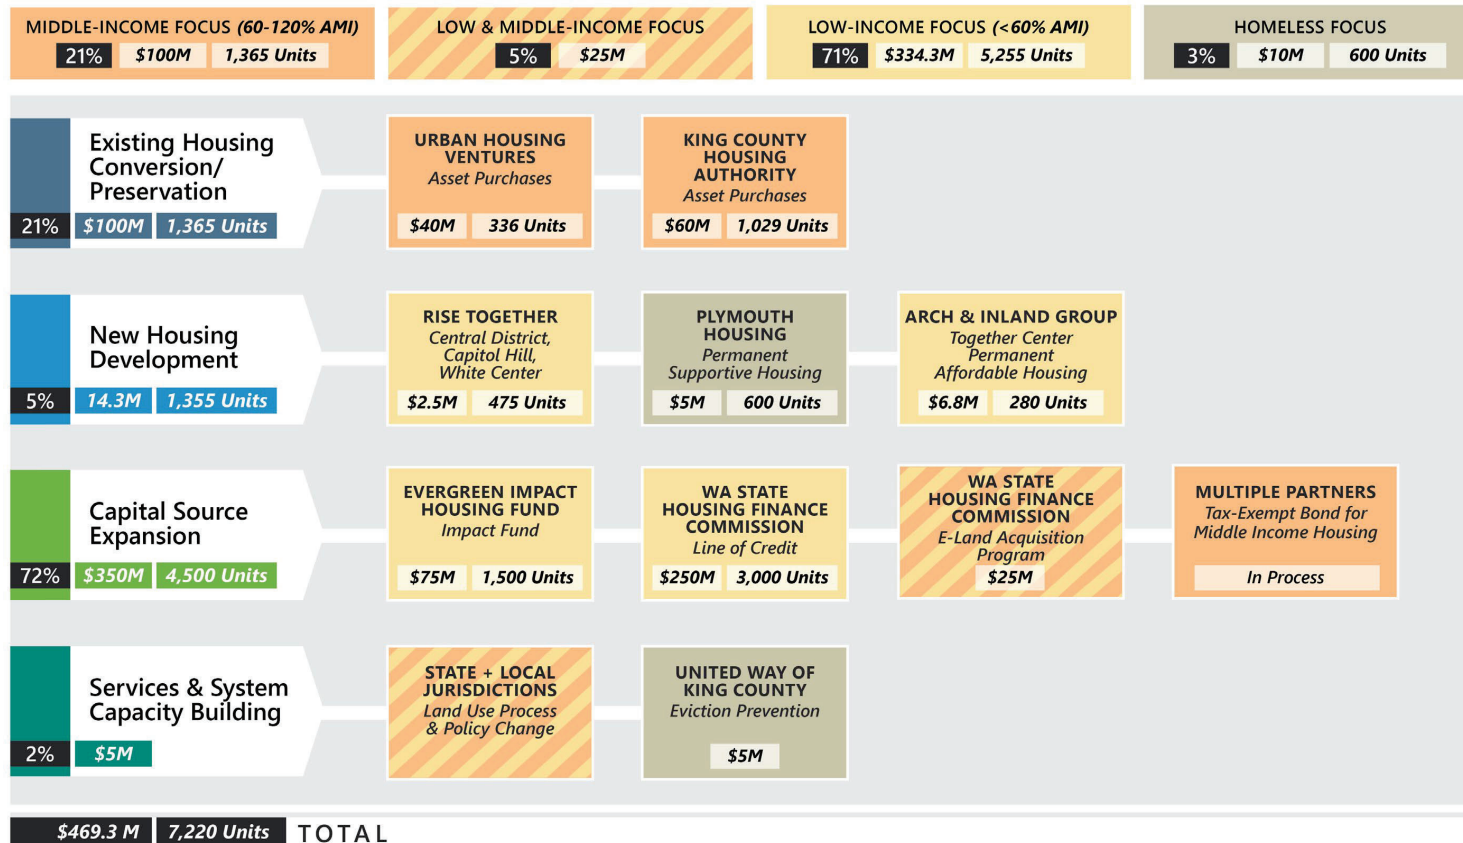 MIDDLE-INCOME FOCUS (60-120% AMI)
21% $100M 1,365 Units
LOW & MIDDLE-INCOME FOCUS
5% $25M
LOW-INCOME FOCUS (<60% AMI)
71% $334.3M 5,255 Units
HOMELESS FOCUS
3% $10M 600 Units
Existing Housing
Conversion/
Preservation
21% $100M 1,365 Units
URBAN HOUSING
VENTURES
Asset Purchases
$40M 336 Units
KING COUNTY
HOUSING
AUTHORITY
Asset Purchases
$60M 1,029 Units
New Housing
Development
5% 14.3M 1,355 Units
RISE TOGETHER
Central District,
Capitol Hill,
White Center
$2.5M 475 Units
PLYMOUTH
HOUSING
Permanent
Supportive Housing
$5M 600 Units
ARCH & INLAND GROUP
Together Center
Permanent
Affordable Housing
$6.8M 280 Units
Capital Source
Expansion
72% $350M 4,500 Units
EVERGREEN IMPACT
HOUSING FUND
Impact Fund
$75M 1,500 Units
WA STATE
HOUSING FINANCE
COMMISSION
Line of Credit
$250M 3,000 Units
WA STATE
HOUSING FINANCE
COMMISSION
E-Land Acquisition
Program
$25M
MULTIPLE PARTNERS
Tax-Exempt Bond for
Middle Income Housing
In Process
Services & System
Capacity Building
2% $5M
STATE + LOCAL
JURISDICTIONS
Land Use Process
& Policy Change
UNITED WAY OF
KING COUNTY
Eviction Prevention
$5M
$469.3 M 7,220 Units TOTAL